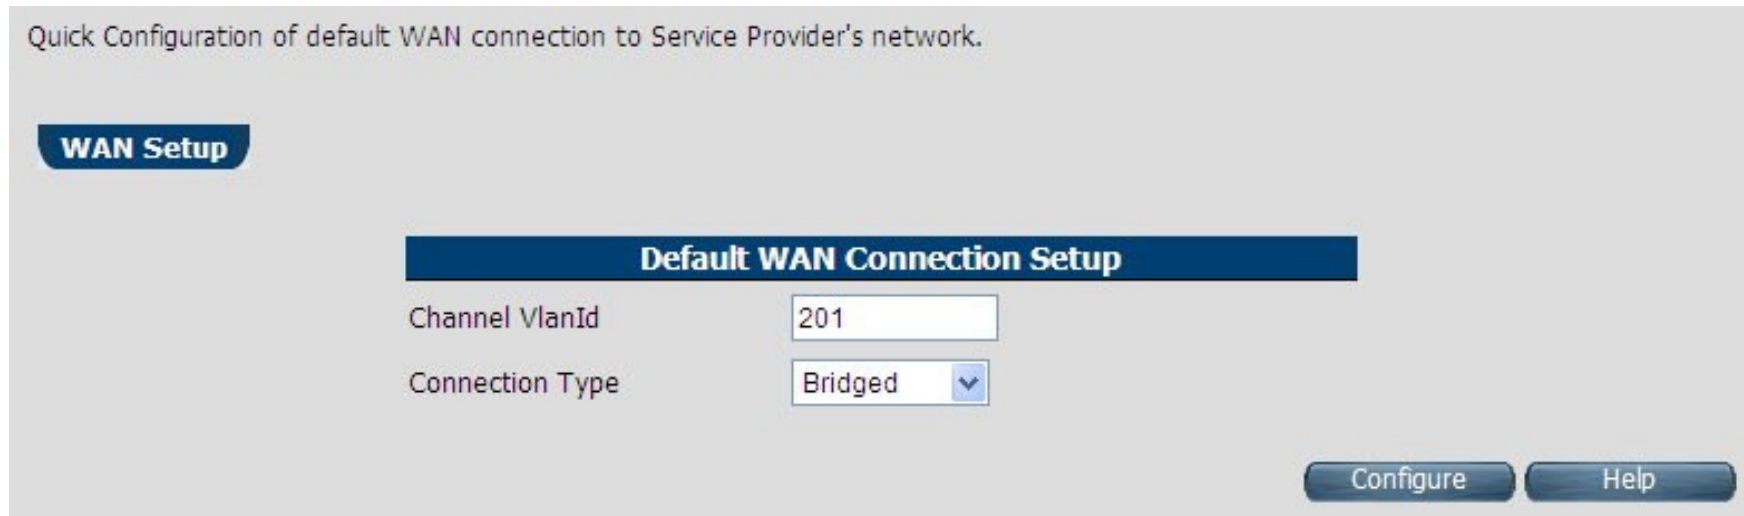 Quick Configuration of default WAN connection to Service Provider's network.
WAN Setup
Default WAN Connection Setup
Channel VlanId 201
Connection Type Bridged
Configure Help